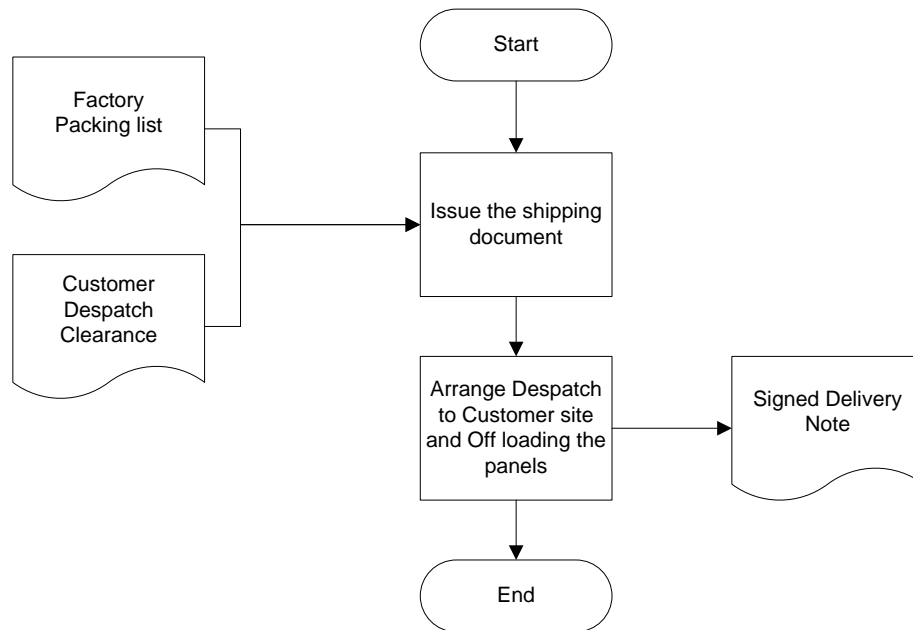 Start
Factory
Packing list
Issue the shipping
document
Customer
Despatch
Clearance
Arrange Despatch
to Customer site
and Off loading the
panels
Signed Delivery
Note
End